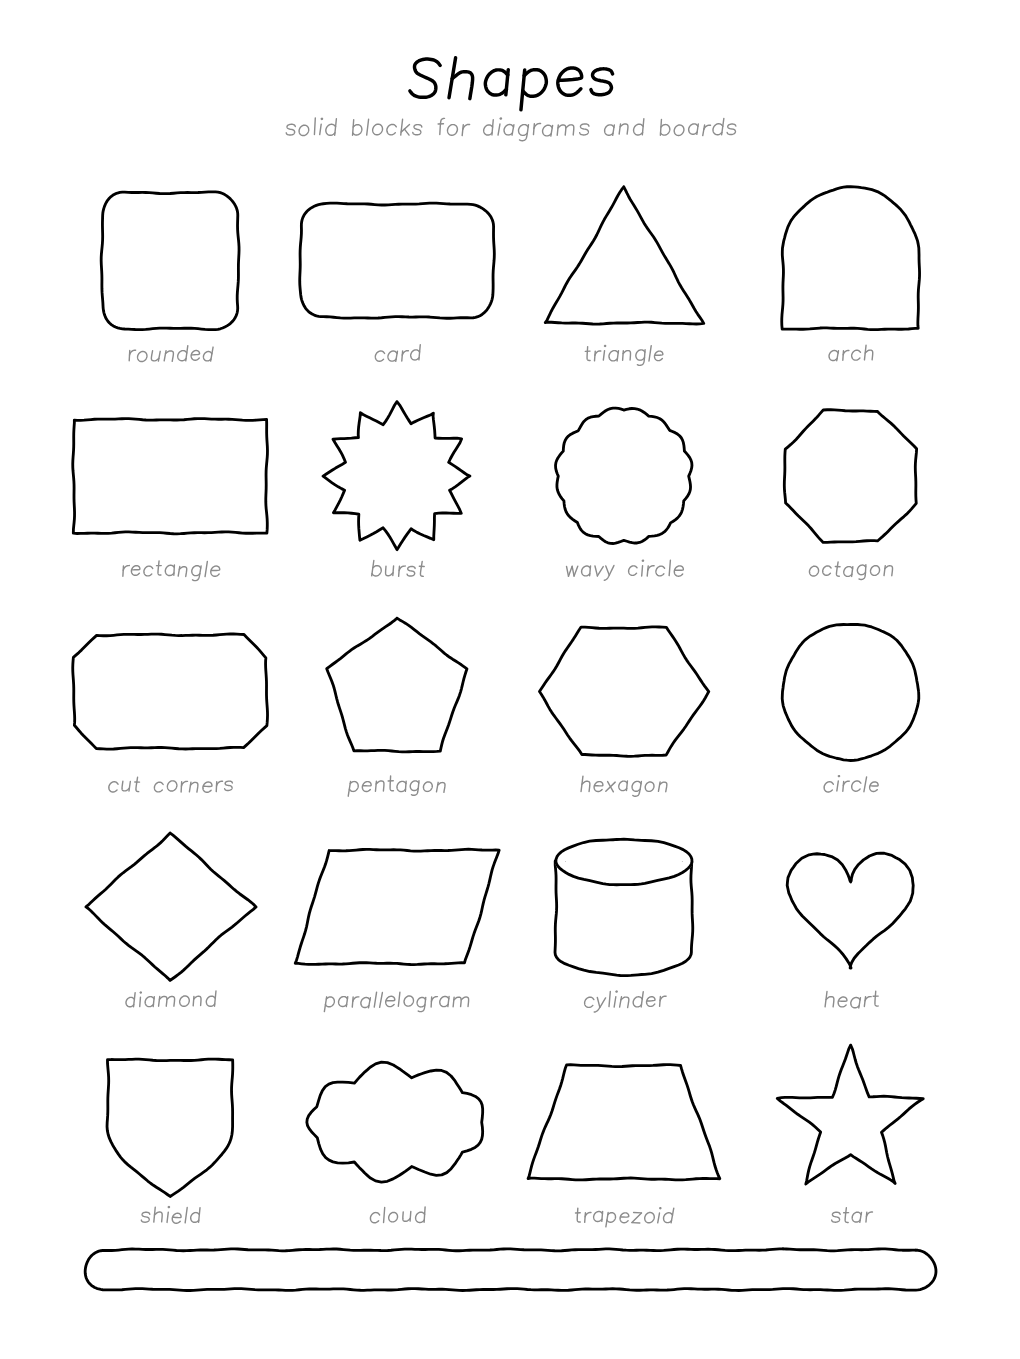 Shapes
solid blocks for diagrams and boards
rounded
card
triangle
arch
rectangle
burst
wavy circle
octagon
cut corners
pentagon
hexagon
circle
diamond
parallelogram
cylinder
heart
shield
cloud
trapezoid
star